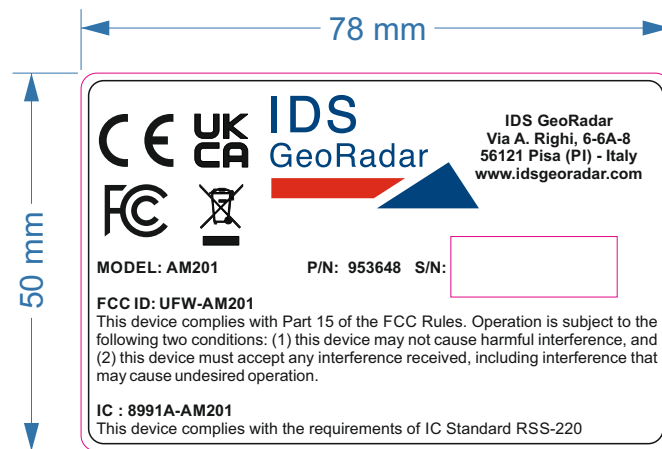 78 mm
50 mm
CE
UK
CA
FC
IDS
GeoRadar
IDS GeoRadar
Via A. Righi, 6-6A-8
56121 Pisa (PI) - Italy
www.idsgeoradar.com
MODEL: AM201
P/N: 953648 S/N:
FCC ID: UFW-AM201
This device complies with Part 15 of the FCC Rules. Operation is subject to the
following two conditions: (1) this device may not cause harmful interference, and
(2) this device must accept any interference received, including interference that
may cause undesired operation.
IC : 8991A-AM201
This device complies with the requirements of IC Standard RSS-220